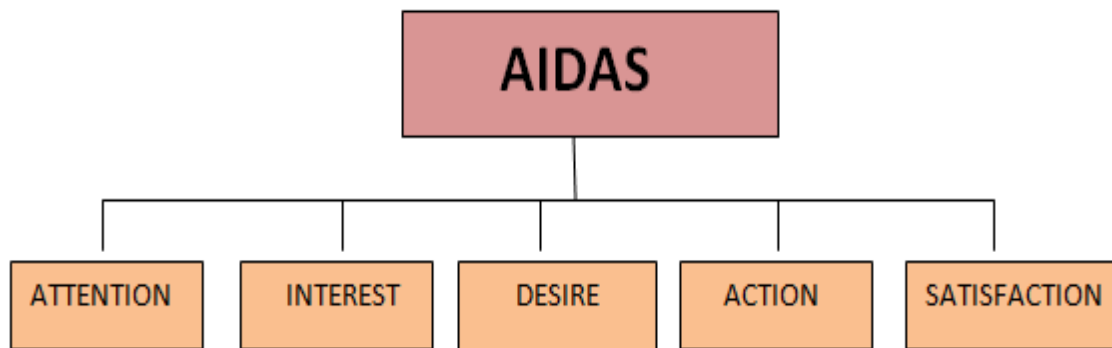 AIDAS
ATTENTION
INTEREST
DESIRE
ACTION
SATISFACTION